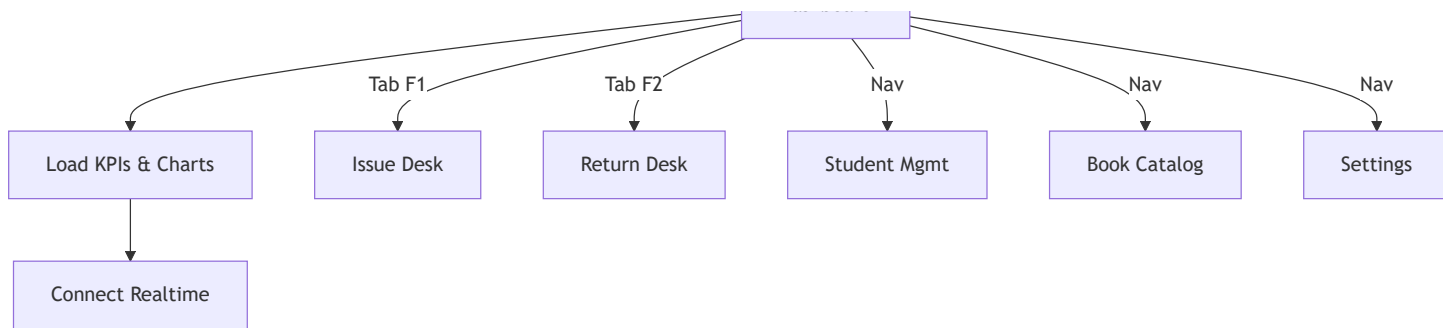 Tab F1
Tab F2
Nav
Nav
Nav
Load KPIs & Charts
Issue Desk
Return Desk
Student Mgmt
Book Catalog
Settings
Connect Realtime